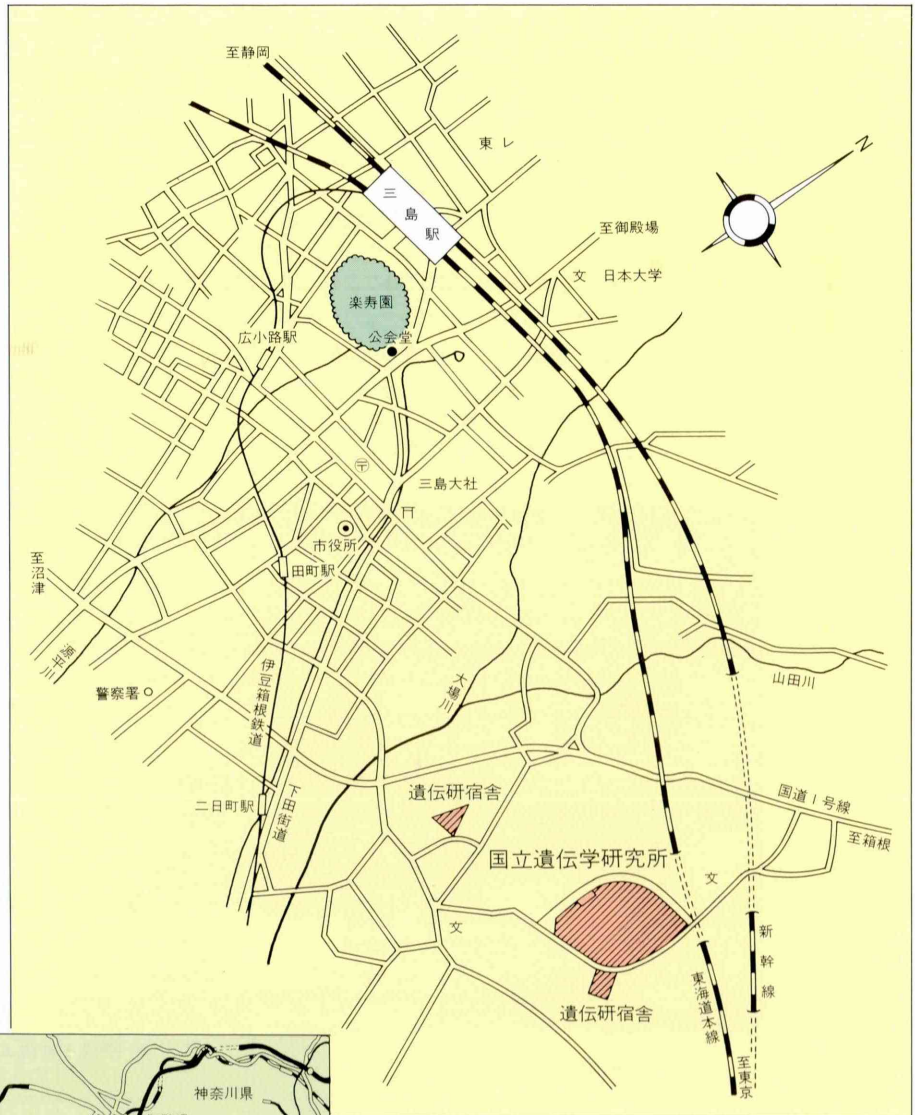 至静岡
東レ
N
三島駅
至御殿場
文 日本大学
楽寿園
広小路駅
公会堂
〒
三島大社
市役所
田町駅
至沼津
源平川
警察署
伊豆箱根鉄道
大場川
山田川
二日町駅
下田街道
遺伝研宿舎
国道1号線
至箱根
国立遺伝学研究所
文
文
新幹線
遺伝研宿舎
東海道本線
至東京
神奈川県